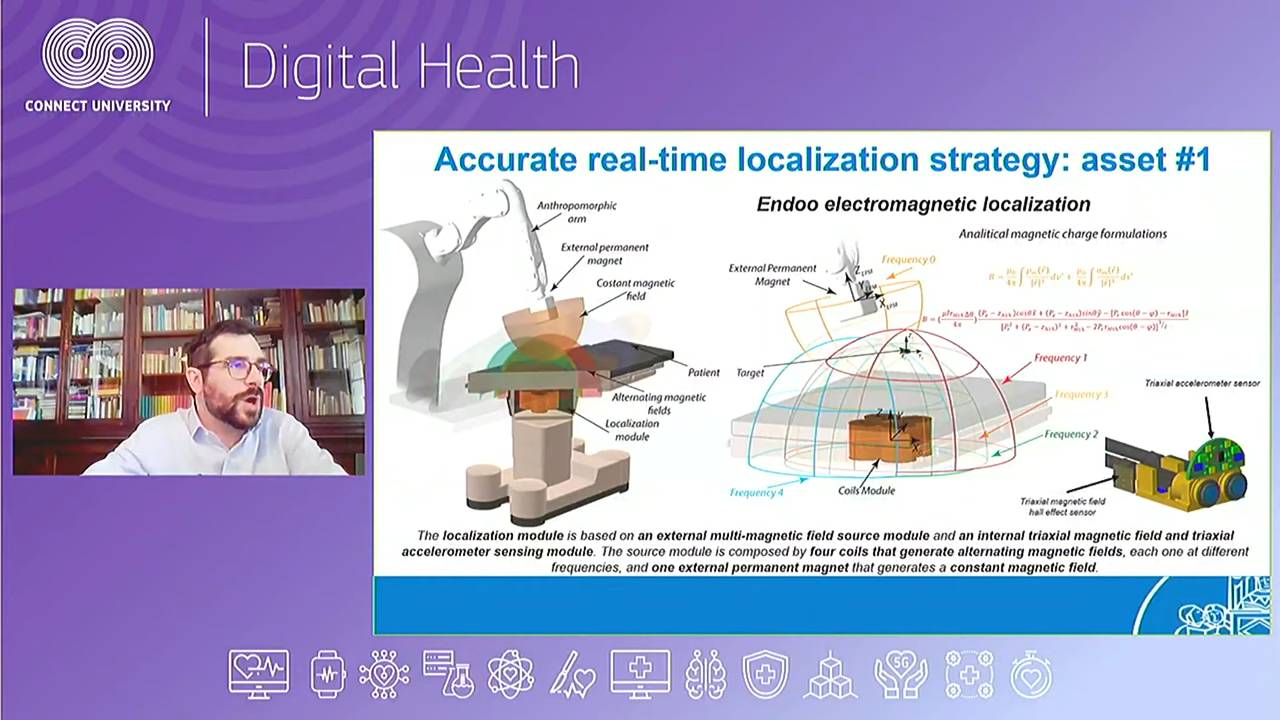 CONNECT UNIVERSITY
Digital Health
Accurate real-time localization strategy: asset #1
Endoo electromagnetic localization
Analitical magnetic charge formulations
Anthropomorphic
arm
External permanent
magnet
Costant magnetic
field
Patient
Alternating magnetic
fields
Localization
module
External Permanent
Magnet
Frequency 0
Z EPM
Y EPM
X EPM
Target
Frequency 1
Frequency 3
Frequency 2
Frequency 4
Coils Module
Triaxial accelerometer sensor
Triaxial magnetic field
hall effect sensor
The localization module is based on an external multi-magnetic field source module and an internal triaxial magnetic field and triaxial
accelerometer sensing module. The source module is composed by four coils that generate alternating magnetic fields, each one at different
frequencies, and one external permanent magnet that generates a constant magnetic field.
5G